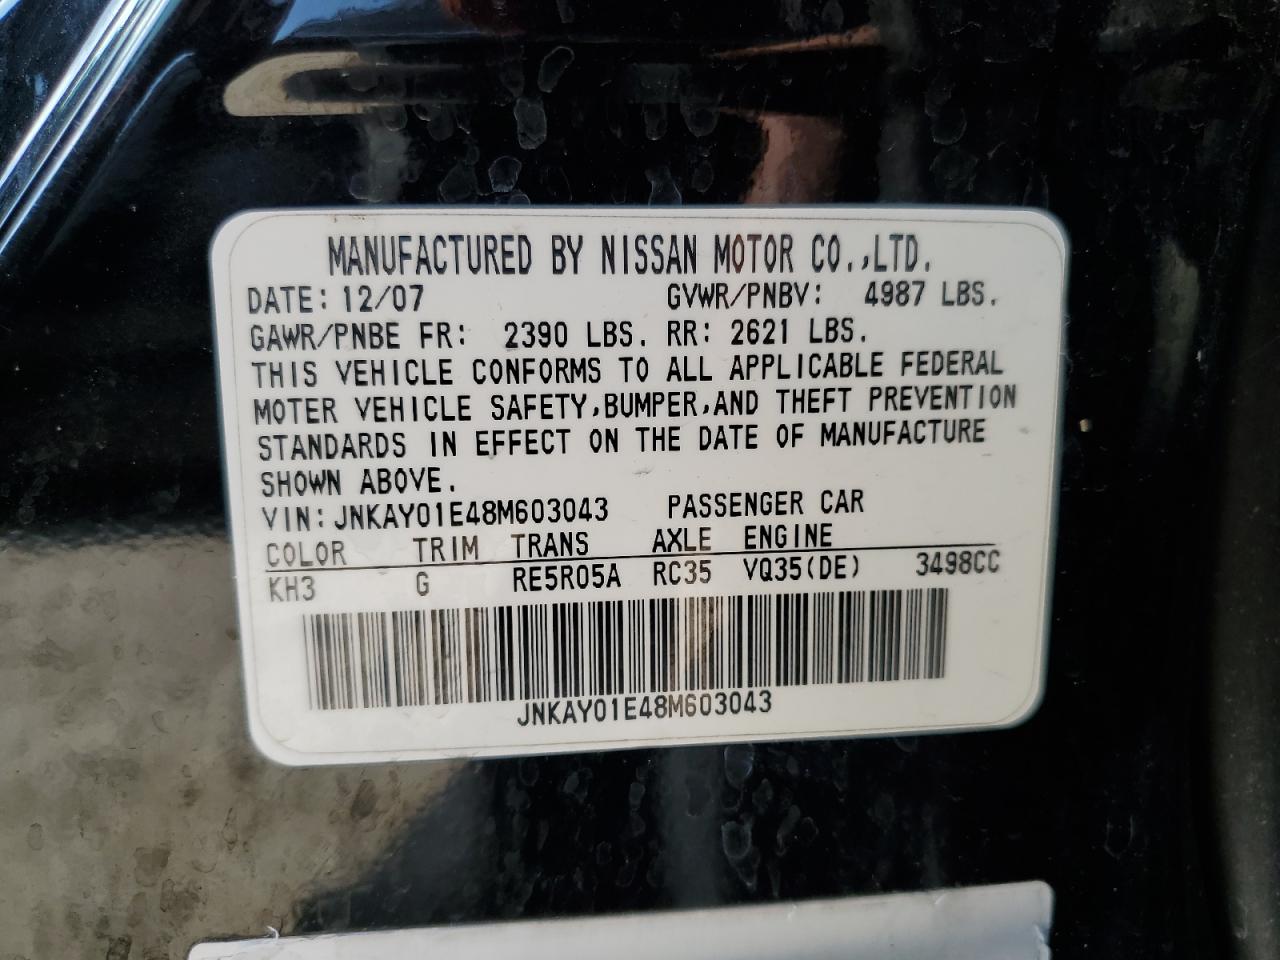 MANUFACTURED BY NISSAN MOTOR CO.,LTD.
DATE: 12/07 GVWR/PNBV: 4987 LBS.
GAWR/PNBE FR: 2390 LBS. RR: 2621 LBS.
THIS VEHICLE CONFORMS TO ALL APPLICABLE FEDERAL
MOTER VEHICLE SAFETY,BUMPER,AND THEFT PREVENTION
STANDARDS IN EFFECT ON THE DATE OF MANUFACTURE
SHOWN ABOVE.
VIN: JNKAY01E48M603043 PASSENGER CAR
COLOR TRIM TRANS AXLE ENGINE
KH3 G RE5R05A RC35 VQ35(DE) 3498CC
JNKAY01E48M603043